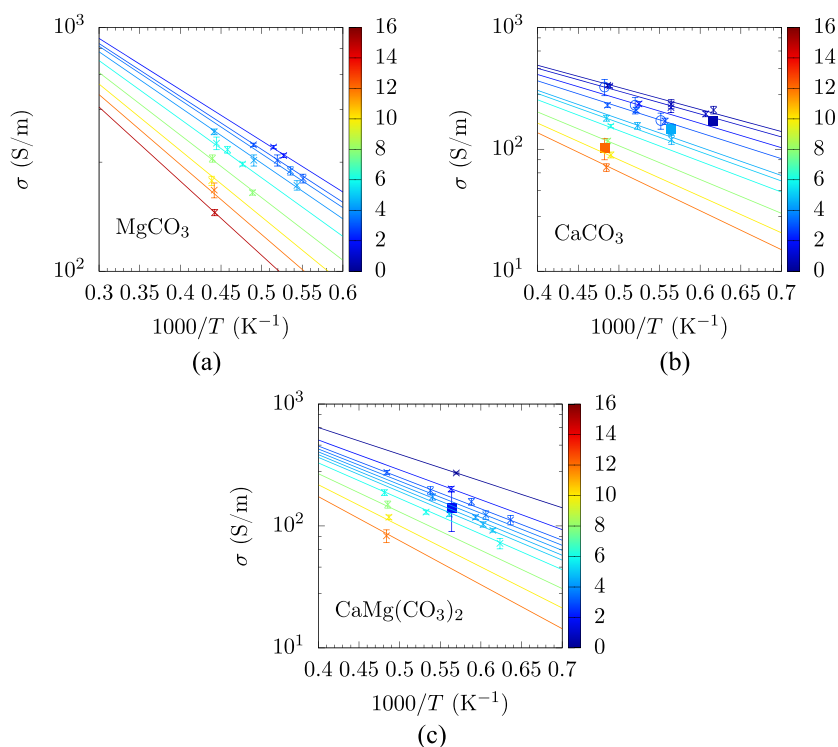 10³
10²
σ (S/m)
MgCO₃
0.3 0.35 0.4 0.45 0.5 0.55 0.6
1000/T (K⁻¹)
16
14
12
10
8
6
4
2
0
(a)
10³
10²
10¹
σ (S/m)
CaCO₃
0.4 0.45 0.5 0.55 0.6 0.65 0.7
1000/T (K⁻¹)
16
14
12
10
8
6
4
2
0
(b)
10³
10²
10¹
σ (S/m)
CaMg(CO₃)₂
0.4 0.45 0.5 0.55 0.6 0.65 0.7
1000/T (K⁻¹)
16
14
12
10
8
6
4
2
0
(c)